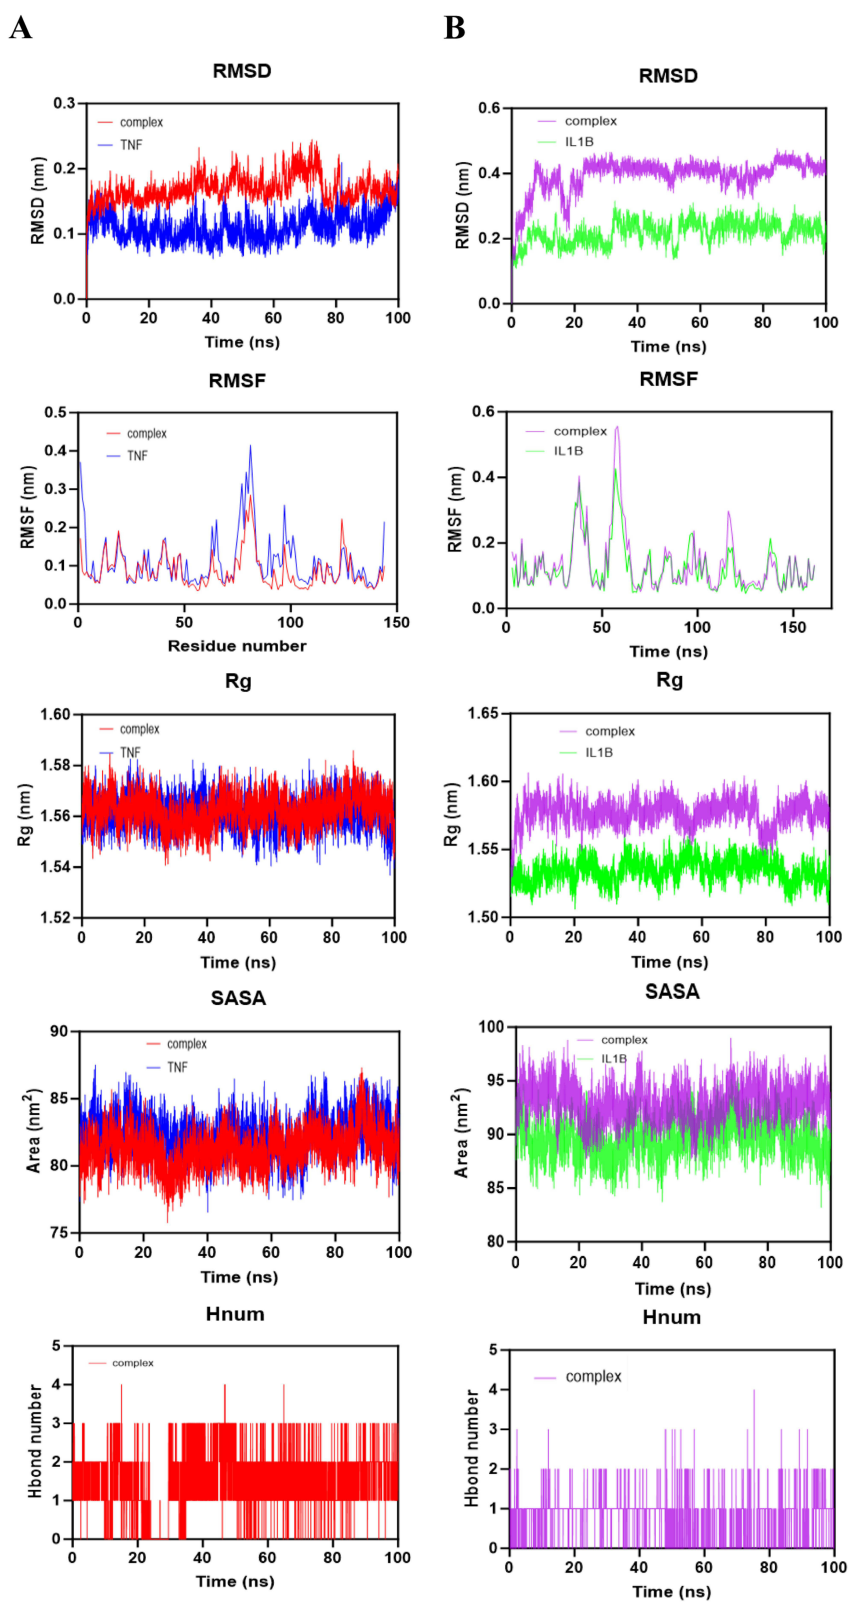 A
B
RMSD
0.3
0.2
0.1
0.0
RMSD (nm)
complex
TNF
0 20 40 60 80 100
Time (ns)
RMSD
0.6
0.4
0.2
0.0
RMSD (nm)
complex
IL1B
0 20 40 60 80 100
Time (ns)
RMSF
0.5
0.4
0.3
0.2
0.1
0.0
RMSF (nm)
complex
TNF
0 50 100 150
Residue number
RMSF
0.6
0.4
0.2
0.0
RMSF (nm)
complex
IL1B
0 50 100 150
Time (ns)
Rg
1.60
1.58
1.56
1.54
1.52
Rg (nm)
complex
TNF
0 20 40 60 80 100
Time (ns)
Rg
1.65
1.60
1.55
1.50
Rg (nm)
complex
IL1B
0 20 40 60 80 100
Time (ns)
SASA
90
85
80
75
Area (nm²)
complex
TNF
0 20 40 60 80 100
Time (ns)
SASA
100
95
90
85
80
Area (nm²)
complex
IL1B
0 20 40 60 80 100
Time (ns)
Hnum
5
4
3
2
1
0
Hbond number
complex
0 20 40 60 80 100
Time (ns)
Hnum
5
4
3
2
1
0
Hbond number
complex
0 20 40 60 80 100
Time (ns)